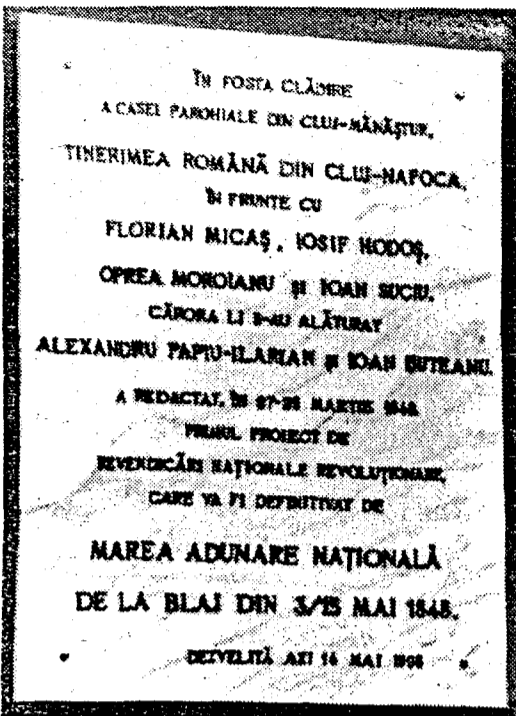 ÎN FOSTA CLĂDIRE
A CASEI PAROHIALE DIN CLUJ-MĂNĂȘTUR,
TINERIMEA ROMÂNĂ DIN CLUJ-NAPOCA,
ÎN FRUNTE CU
FLORIAN MICAȘ, IOSIF HODOȘ,
OPREA MOROIANU ȘI IOAN SUCIU,
CĂRORA LI S-AU ALĂTURAT
ALEXANDRU PAPIU-ILARIAN ȘI IOAN BUTEANU,
A REDACTAT, ÎN MARTIE 1848
PRIMUL PROIECT DE
REVENDICĂRI NAȚIONALE REVOLUȚIONARE,
CARE VA FI DEFINITIVAT DE
MAREA ADUNARE NAȚIONALĂ
DE LA BLAJ DIN 3/15 MAI 1848.
DEZVELITĂ AZI 14 MAI